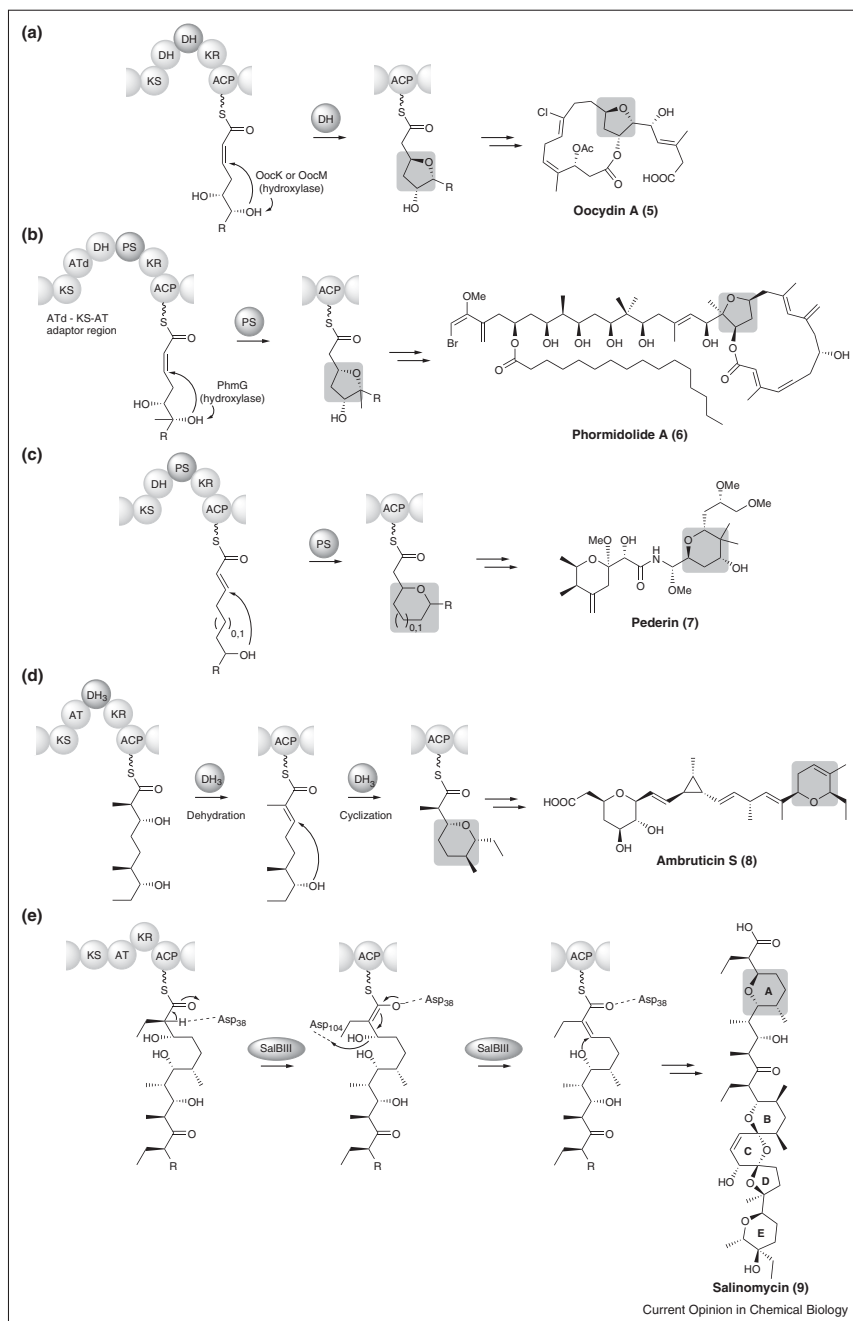 (a)
DH
DH KR
KS ACP
S
O
OocK or OocM
(hydroxylase)
HO
OH
R
DH
ACP
S
O
O
R
HO
Cl
O
OH
OAc
O
O
HOOC
Oocydin A (5)
(b)
DH PS
ATd KR
KS ACP
ATd - KS-AT
adaptor region
S
O
PhmG
(hydroxylase)
HO
OH
R
PS
ACP
S
O
O
R
HO
OMe
Br
O OH OH OH OH OH
O
O
O
O
OH
Phormidolide A (6)
(c)
PS
DH KR
KS ACP
S
O
( )0,1
OH
R
PS
ACP
S
O
O
R
( )0,1
OMe
OMe
MeO OH
O H
N
O
O
OMe
OH
Pederin (7)
(d)
DH3
AT KR
KS ACP
S
O
OH
OH
DH3
Dehydration
ACP
S
O
OH
DH3
Cyclization
ACP
S
O
O
HOOC
O
OH
OH
O
Ambruticin S (8)
(e)
KS AT KR ACP
S
O
H
Asp38
HO
HO
OH
O
R
SalBIII
ACP
S
O
Asp38
Asp104
HO
HO
OH
O
R
SalBIII
ACP
S
O
Asp38
HO
OH
O
R
HO
O
O
A
OH
O
B
O
C
O
HO
O
D
O
E
HO
Salinomycin (9)
Current Opinion in Chemical Biology